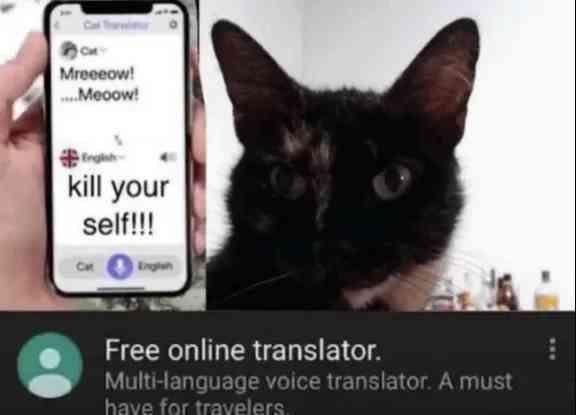 Cat Translator
Cat
Mreeeow!
....Meoow!
English
kill your
self!!!
Cat English
Free online translator.
Multi-language voice translator. A must
have for travelers.